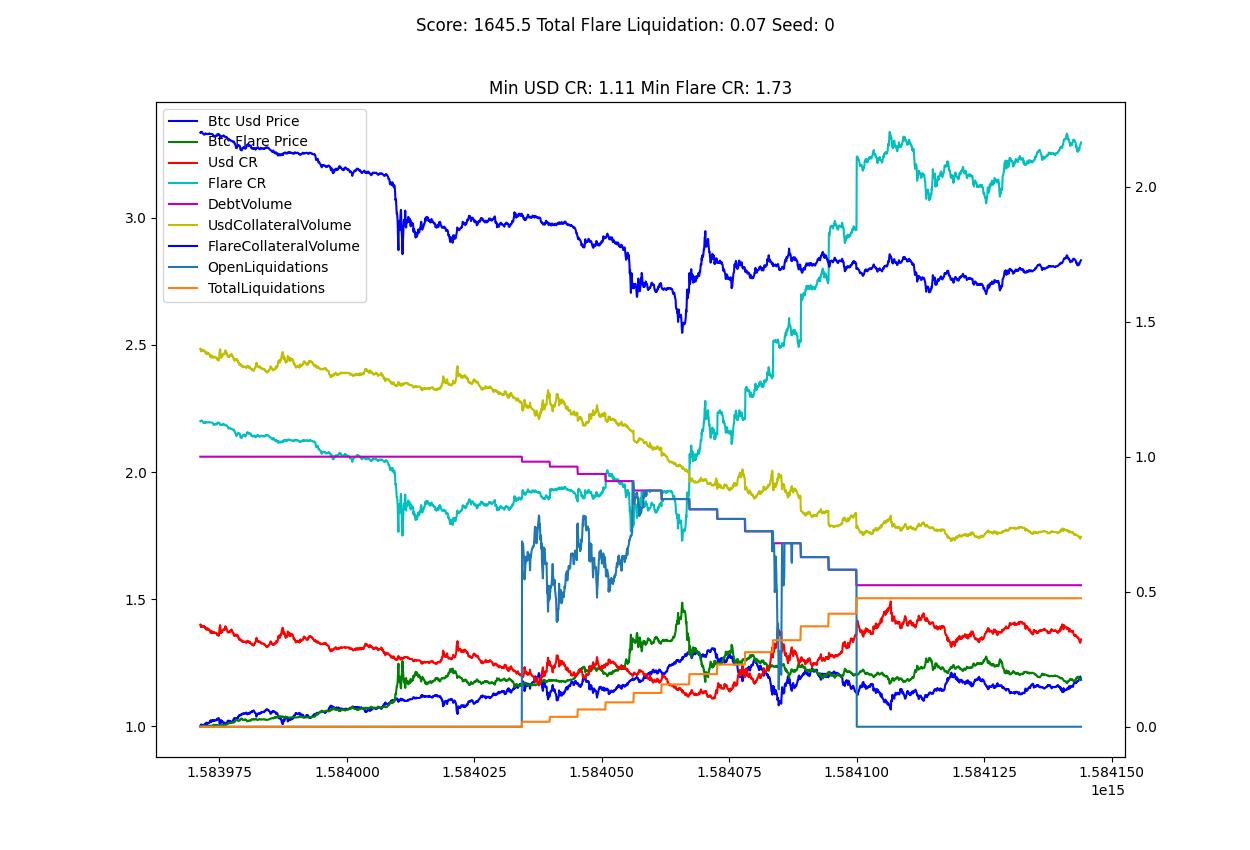 Score: 1645.5 Total Flare Liquidation: 0.07 Seed: 0
Min USD CR: 1.11 Min Flare CR: 1.73
Btc Usd Price
Btc Flare Price
Usd CR
Flare CR
DebtVolume
UsdCollateralVolume
FlareCollateralVolume
OpenLiquidations
TotalLiquidations
3.0
2.5
2.0
1.5
1.0
2.0
1.5
1.0
0.5
0.0
1.583975 1.584000 1.584025 1.584050 1.584075 1.584100 1.584125 1.584150
1e15